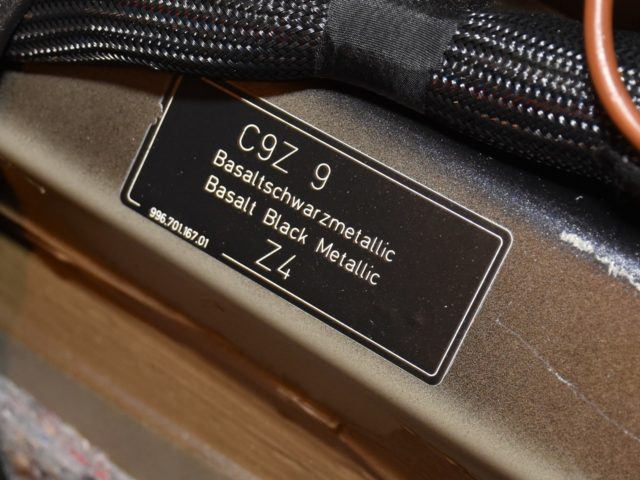 C9Z 9
Basaltschwarzmetallic
Basalt Black Metallic
Z4
996.701.167.01